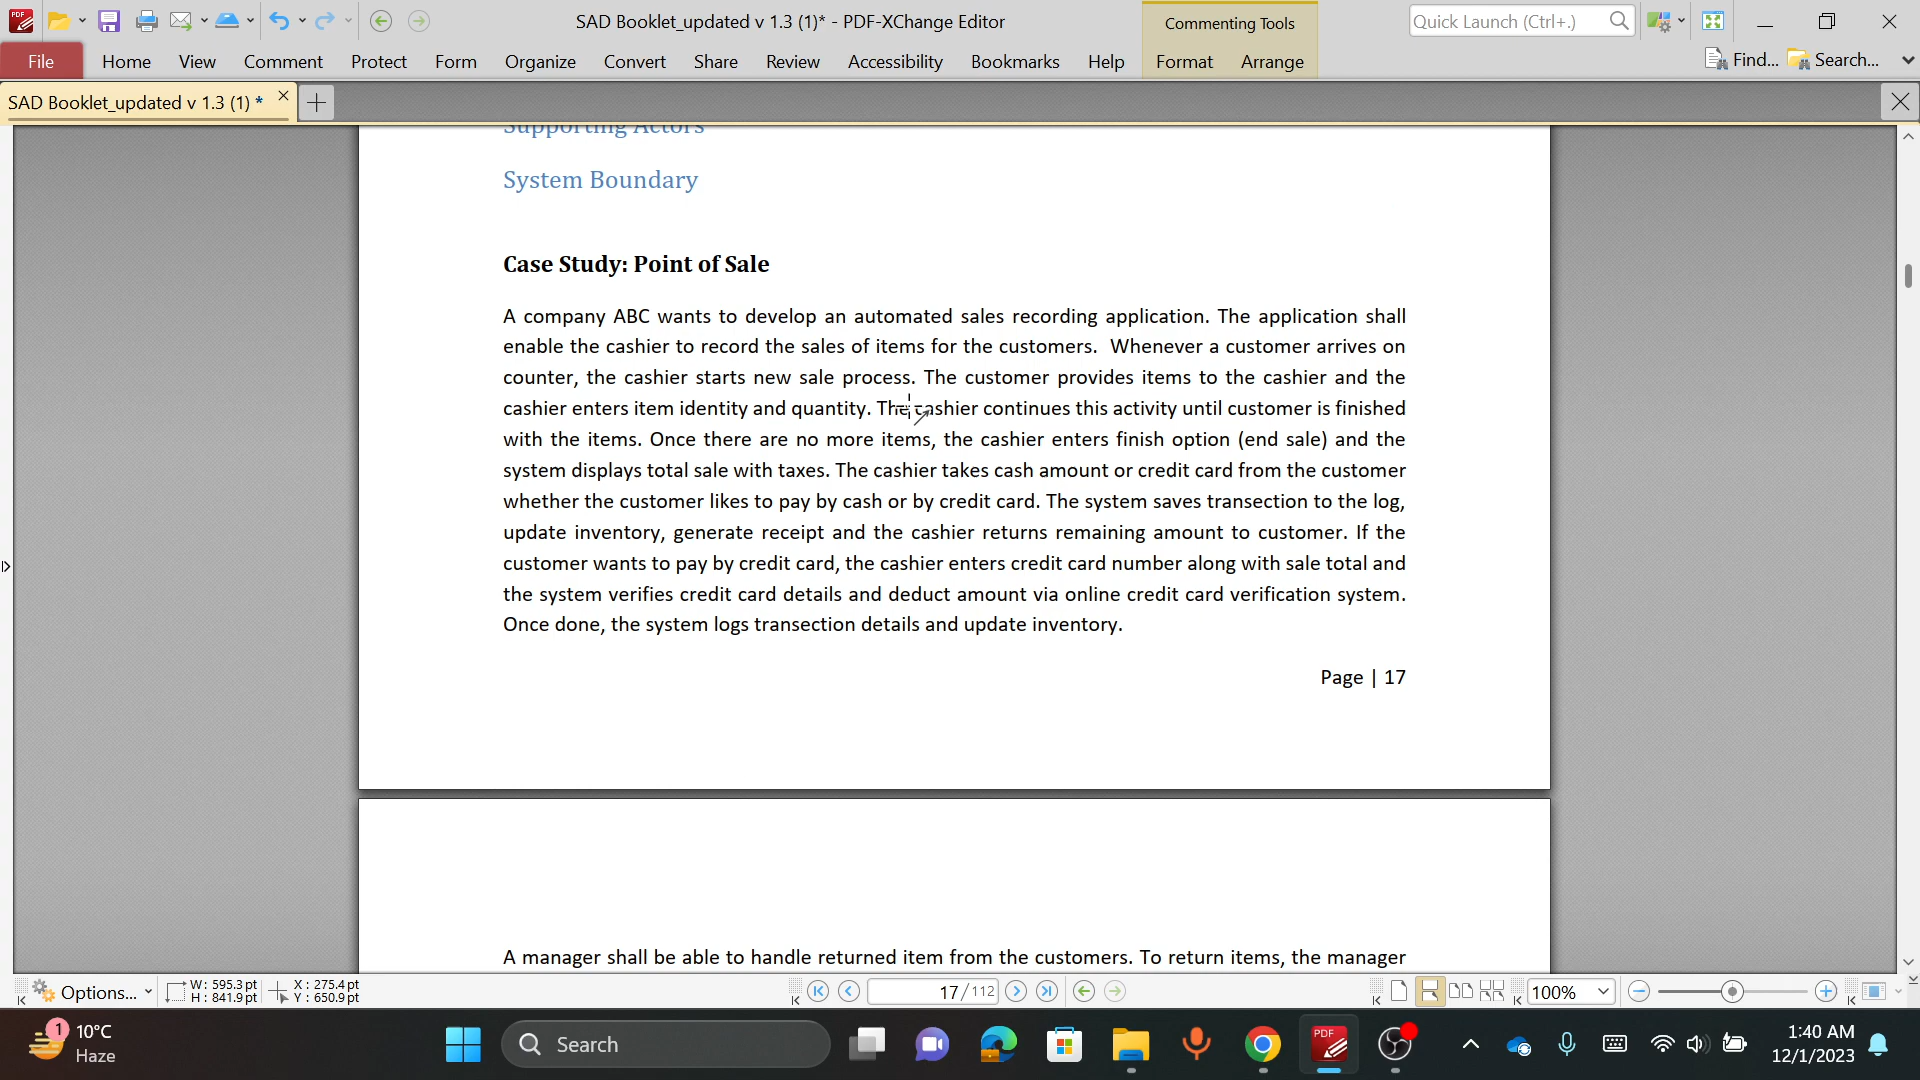 SAD Booklet_updated v 1.3 (1)* - PDF-XChange Editor
Commenting Tools
Quick Launch (Ctrl+.)
File Home View Comment Protect Form Organize Convert Share Review Accessibility Bookmarks Help Format Arrange
Find... Search...
SAD Booklet_updated v 1.3 (1) *
Supporting Actors
System Boundary
Case Study: Point of Sale
A company ABC wants to develop an automated sales recording application. The application shall
enable the cashier to record the sales of items for the customers. Whenever a customer arrives on
counter, the cashier starts new sale process. The customer provides items to the cashier and the
cashier enters item identity and quantity. The cashier continues this activity until customer is finished
with the items. Once there are no more items, the cashier enters finish option (end sale) and the
system displays total sale with taxes. The cashier takes cash amount or credit card from the customer
whether the customer likes to pay by cash or by credit card. The system saves transection to the log,
update inventory, generate receipt and the cashier returns remaining amount to customer. If the
customer wants to pay by credit card, the cashier enters credit card number along with sale total and
the system verifies credit card details and deduct amount via online credit card verification system.
Once done, the system logs transection details and update inventory.
Page | 17
A manager shall be able to handle returned item from the customers. To return items, the manager
Options...
W: 595.3pt
H: 841.9pt
X: 275.4pt
Y: 650.9pt
17/112
100%
1
10°C
Haze
Search
PDF
1:40 AM
12/1/2023